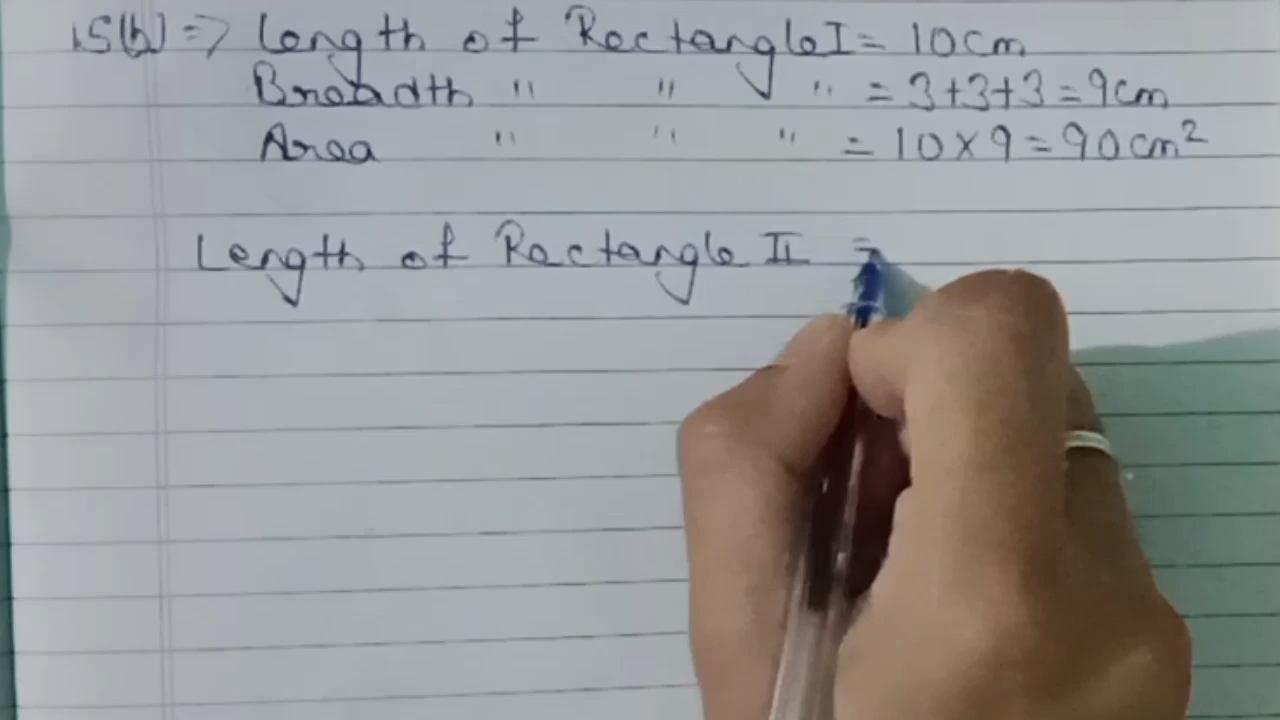 15(b) => Length of Rectangle I = 10cm
Breadth " " " = 3+3+3 = 9cm
Area " " " = 10×9 = 90cm²
Length of Rectangle II =